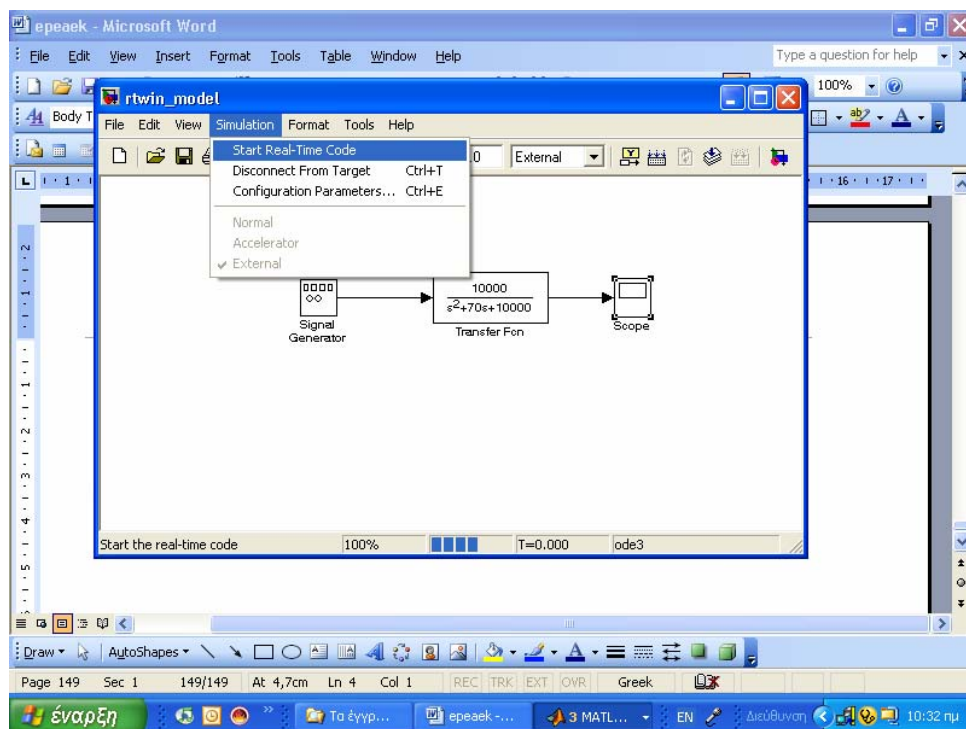 epeaek - Microsoft Word
File Edit View Insert Format Tools Table Window Help Type a question for help
100%
Body T
rtwin_model
File Edit View Simulation Format Tools Help
External
Start Real-Time Code
Disconnect From Target Ctrl+T
Configuration Parameters... Ctrl+E
Normal
Accelerator
External
10000
s2+70s+10000
Signal
Generator
Transfer Fcn
Scope
Start the real-time code 100% T=0.000 ode3
Draw AutoShapes
Page 149 Sec 1 149/149 At 4,7cm Ln 4 Col 1 REC TRK EXT OVR Greek
έναρξη Τα έγγρ... epeaek -... 3 MATL... EN Διεύθυνση 10:32 πμ